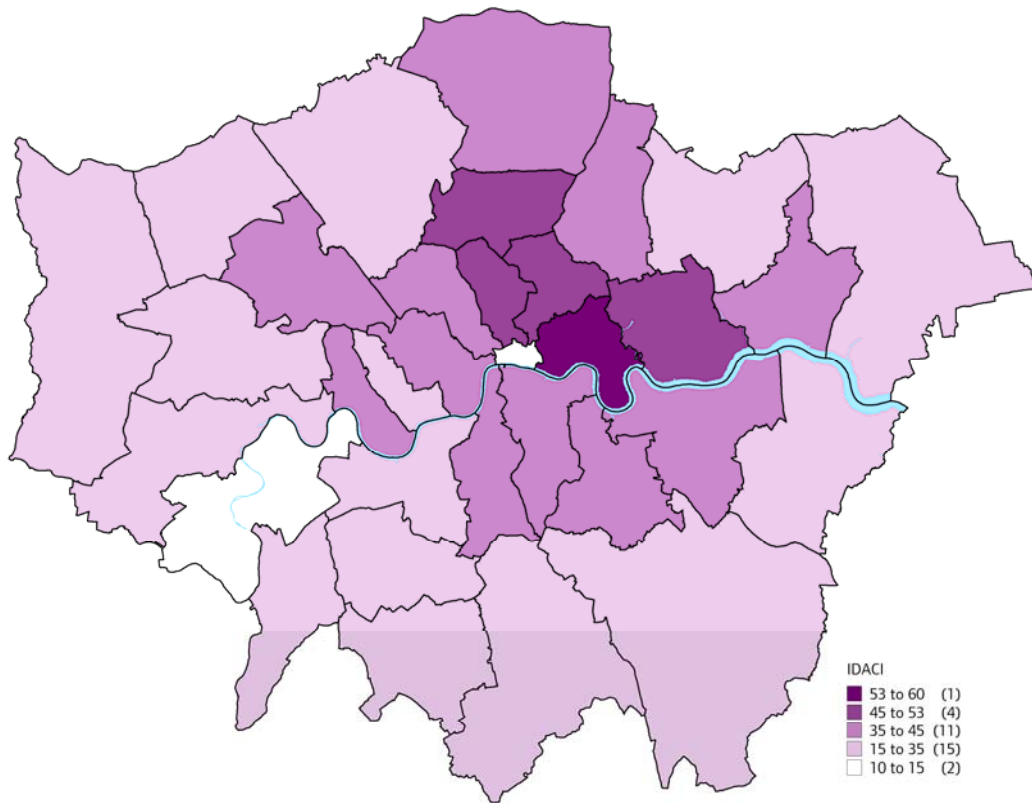 IDACI
53 to 60 (1)
45 to 53 (4)
35 to 45 (11)
15 to 35 (15)
10 to 15 (2)